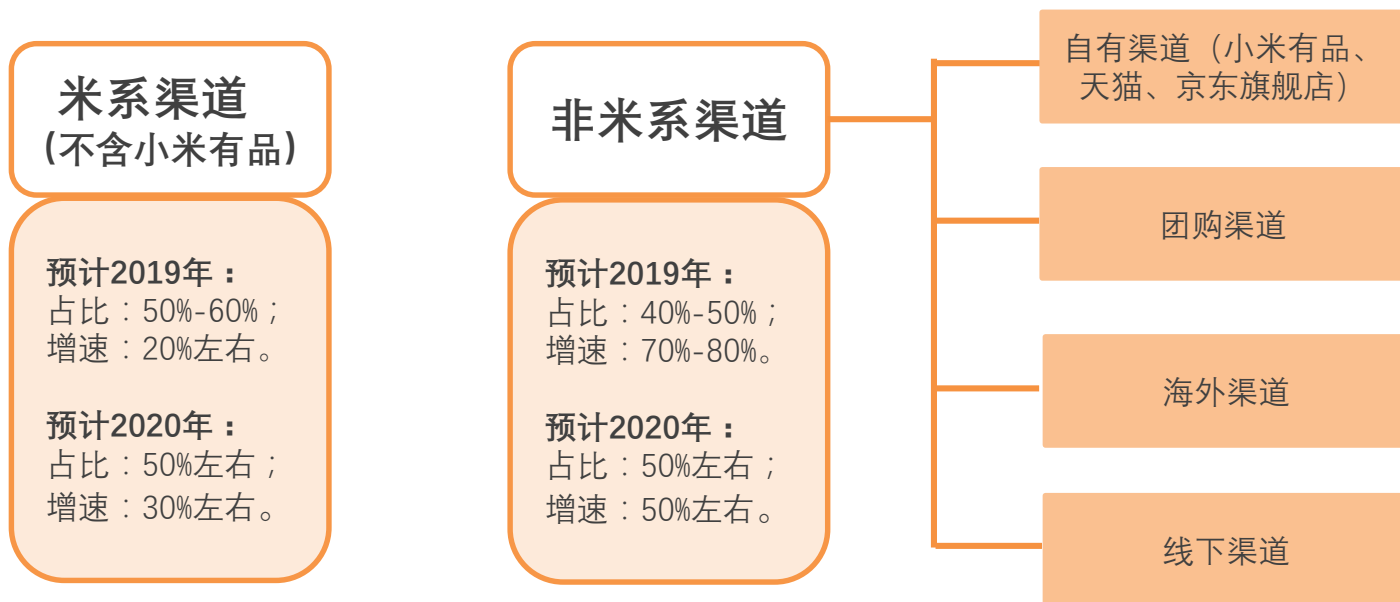 米系渠道
(不含小米有品)
预计2019年：
占比：50%-60%；
增速：20%左右。
预计2020年：
占比：50%左右；
增速：30%左右。
非米系渠道
预计2019年：
占比：40%-50%；
增速：70%-80%。
预计2020年：
占比：50%左右；
增速：50%左右。
自有渠道（小米有品、
天猫、京东旗舰店）
团购渠道
海外渠道
线下渠道